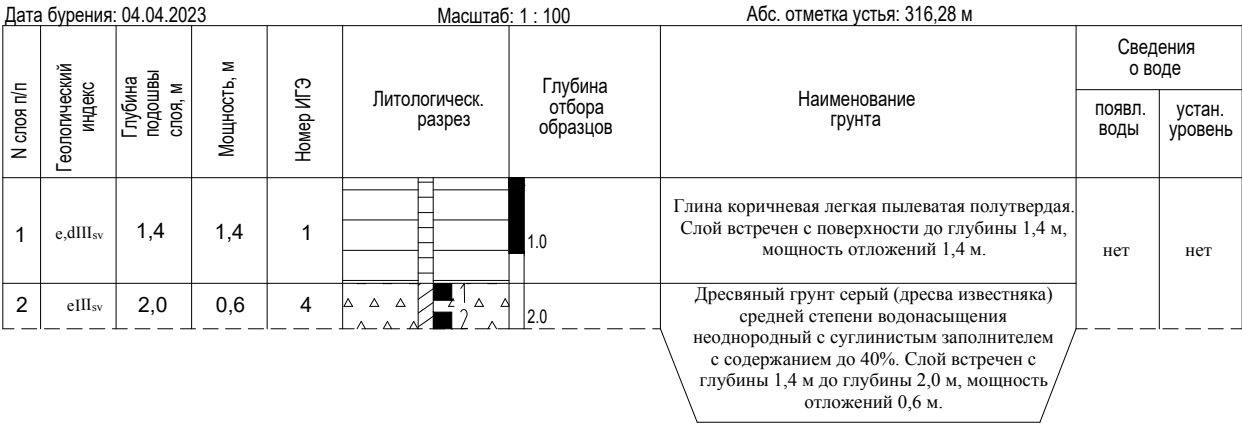 Дата бурения: 04.04.2023 Масштаб: 1 : 100 Абс. отметка устья: 316,28 м
N слоя п/п
Геологический
индекс
Глубина
подошвы
слоя, м
Мощность, м
Номер ИГЭ
Литологическ.
разрез
Глубина
отбора
образцов
Наименование
грунта
Сведения
о воде
появл.
воды
устан.
уровень
1 e,dIIIsv 1,4 1,4 1
1.0
Глина коричневая легкая пылеватая полутвердая.
Слой встречен с поверхности до глубины 1,4 м,
мощность отложений 1,4 м.
нет нет
2 eIIIsv 2,0 0,6 4
1
2
2.0
Дресвяный грунт серый (дресва известняка)
средней степени водонасыщения
неоднородный с суглинистым заполнителем
с содержанием до 40%. Слой встречен с
глубины 1,4 м до глубины 2,0 м, мощность
отложений 0,6 м.